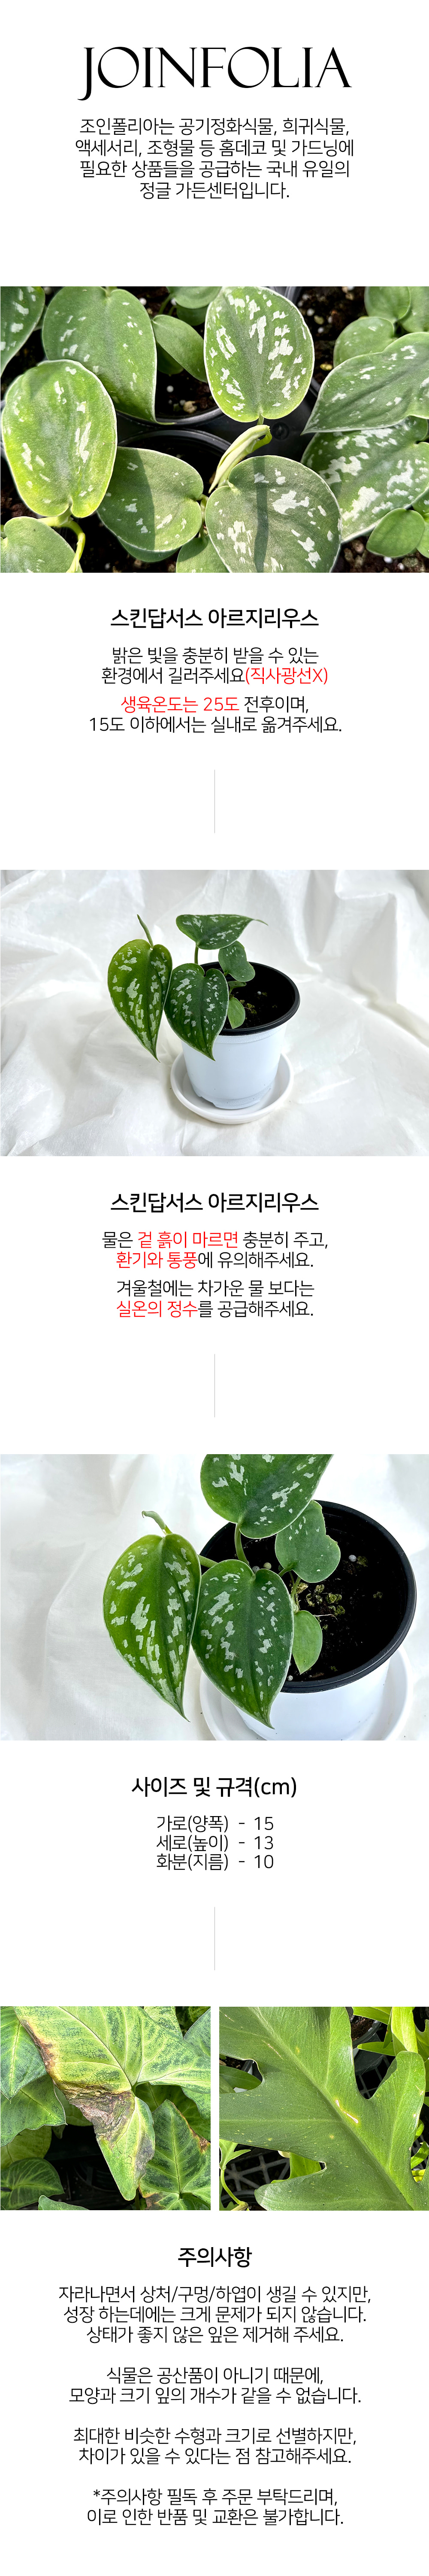 JOINFOLIA
조인폴리아는 공기정화식물, 희귀식물,
액세서리, 조형물 등 홈데코 및 가드닝에
필요한 상품들을 공급하는 국내 유일의
정글 가든센터입니다.
스킨답서스 아르지리우스
밝은 빛을 충분히 받을 수 있는
환경에서 길러주세요(직사광선X)
생육온도는 25도 전후이며,
15도 이하에서는 실내로 옮겨주세요.
스킨답서스 아르지리우스
물은 겉 흙이 마르면 충분히 주고,
환기와 통풍에 유의해주세요.
겨울철에는 차가운 물 보다는
실온의 정수를 공급해주세요.
사이즈 및 규격(cm)
가로(양폭) - 15
세로(높이) - 13
화분(지름) - 10
주의사항
자라나면서 상처/구멍/하엽이 생길 수 있지만,
성장 하는데에는 크게 문제가 되지 않습니다.
상태가 좋지 않은 잎은 제거해 주세요.
식물은 공산품이 아니기 때문에,
모양과 크기 잎의 개수가 같을 수 없습니다.
최대한 비슷한 수형과 크기로 선별하지만,
차이가 있을 수 있다는 점 참고해주세요.
*주의사항 필독 후 주문 부탁드리며,
이로 인한 반품 및 교환은 불가합니다.